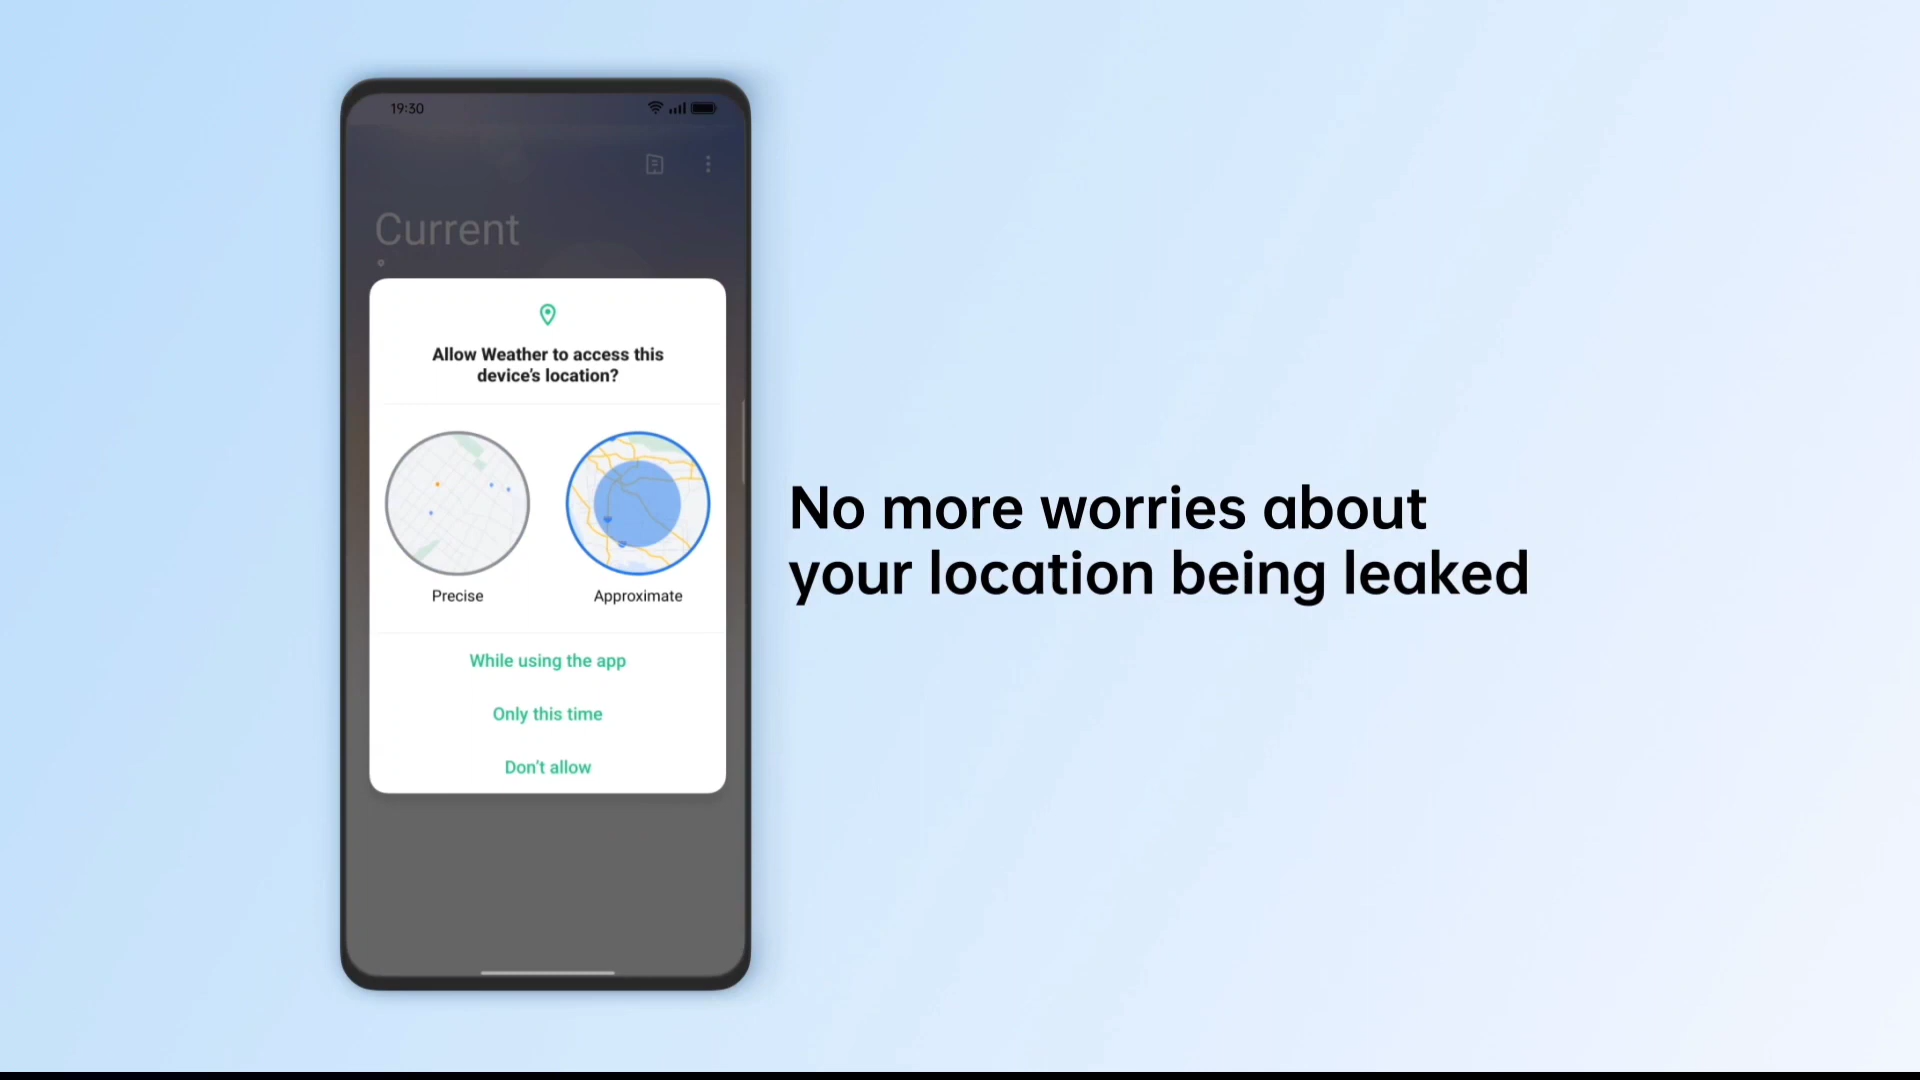 19:30
Current
Allow Weather to access this
device's location?
Precise
Approximate
While using the app
Only this time
Don't allow
No more worries about
your location being leaked